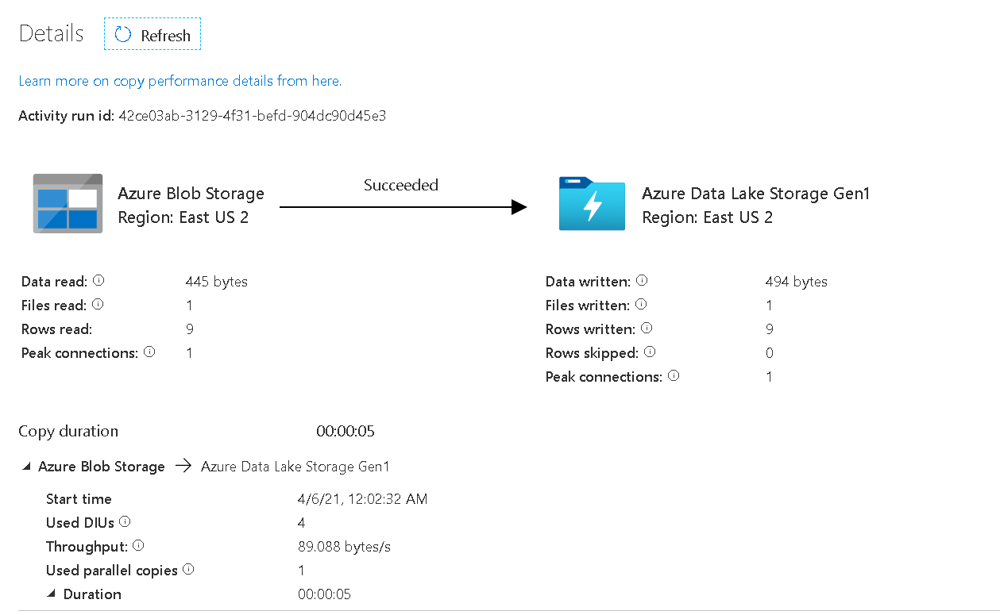 Details Refresh
Learn more on copy performance details from here.
Activity run id: 42ce03ab-3129-4f31-befd-904dc90d45e3
Succeeded
Azure Blob Storage
Region: East US 2
Azure Data Lake Storage Gen1
Region: East US 2
Data read: 445 bytes
Files read: 1
Rows read: 9
Peak connections: 1
Data written: 494 bytes
Files written: 1
Rows written: 9
Rows skipped: 0
Peak connections: 1
Copy duration 00:00:05
Azure Blob Storage → Azure Data Lake Storage Gen1
Start time 4/6/21, 12:02:32 AM
Used DIUs 4
Throughput: 89.088 bytes/s
Used parallel copies 1
Duration 00:00:05